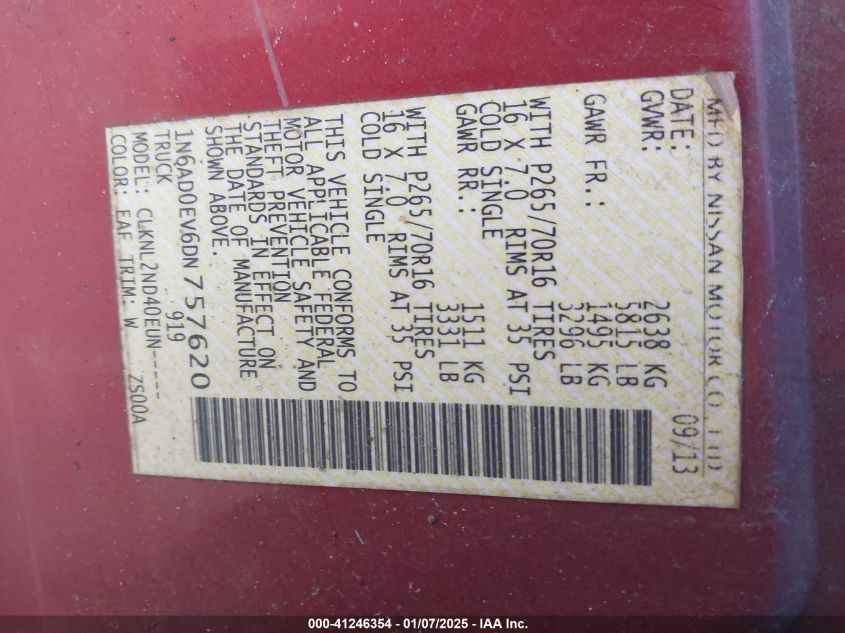 MFD BY NISSAN MOTOR CO., LTD
DATE: 09/13
GVWR: 2638 KG
5815 LB
GAWR FR.: 1495 KG
3296 LB
WITH P265/70R16 TIRES
16 X 7.0 RIMS AT 35 PSI
COLD SINGLE
GAWR RR.: 1511 KG
3331 LB
WITH P265/70R16 TIRES
16 X 7.0 RIMS AT 35 PSI
COLD SINGLE
THIS VEHICLE CONFORMS TO
ALL APPLICABLE FEDERAL
MOTOR VEHICLE SAFETY AND
THEFT PREVENTION
STANDARDS IN EFFECT ON
THE DATE OF MANUFACTURE
SHOWN ABOVE.
1N6AD0EV6DN757620
TRUCK 919
MODEL: CLKNL2ND40EUN-----
COLOR: EAF TRIM: W ZS00A
000-41246354 - 01/07/2025 - IAA Inc.